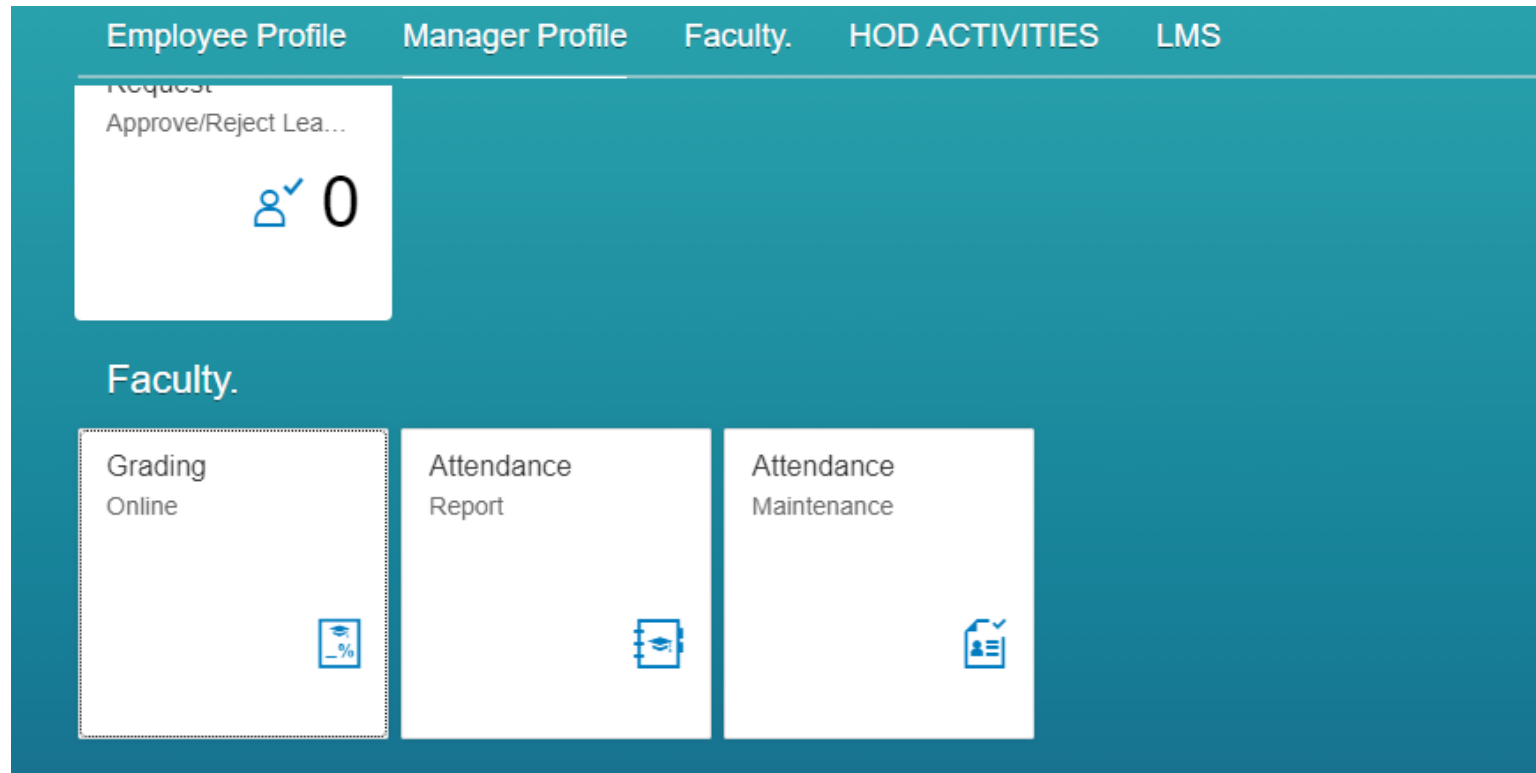 Employee Profile Manager Profile Faculty. HOD ACTIVITIES LMS
Request
Approve/Reject Lea...
0
Faculty.
Grading
Online
Attendance
Report
Attendance
Maintenance